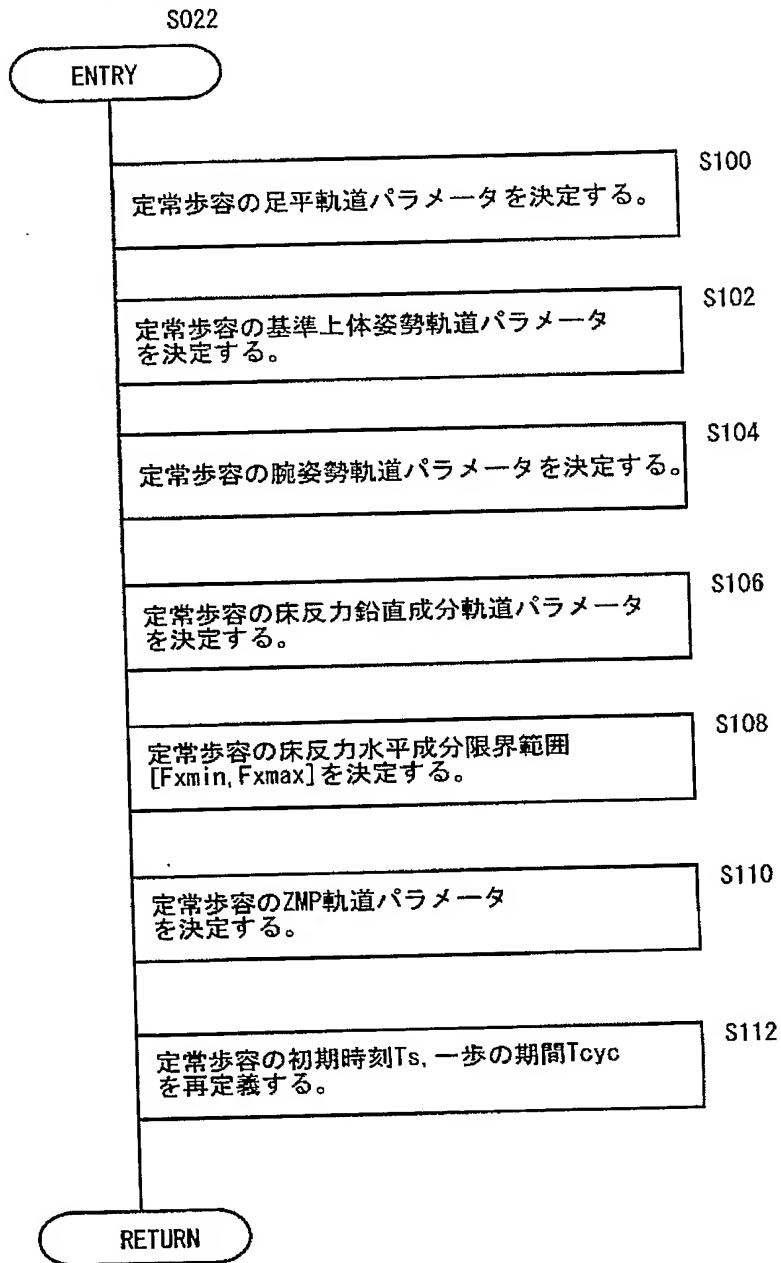 S022
ENTRY
S100
定常歩容の足平軌道パラメータを決定する。
S102
定常歩容の基準上体姿勢軌道パラメータ
を決定する。
S104
定常歩容の腕姿勢軌道パラメータを決定する。
S106
定常歩容の床反力鉛直成分軌道パラメータ
を決定する。
S108
定常歩容の床反力水平成分限界範囲
[Fxmin,Fxmax]を決定する。
S110
定常歩容のZMP軌道パラメータ
を決定する。
S112
定常歩容の初期時刻Ts,一歩の期間Tcyc
を再定義する。
RETURN